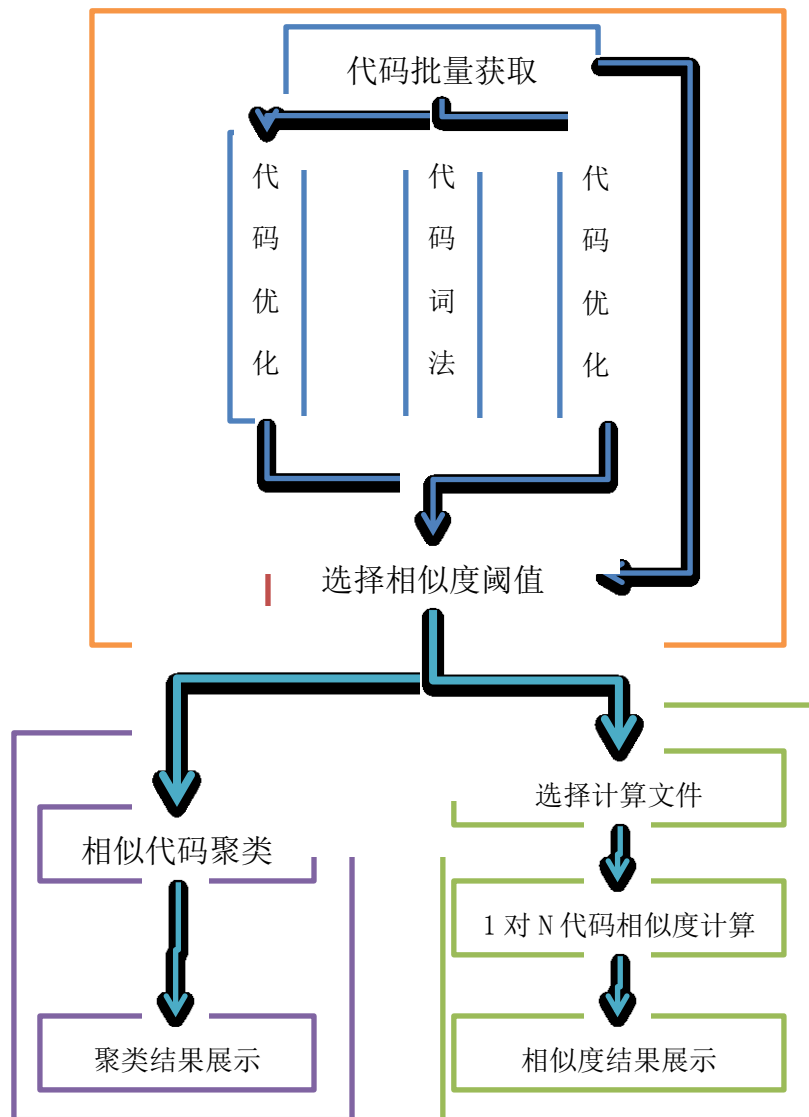 代码批量获取
代码优化
代码词法
代码优化
选择相似度阈值
选择计算文件
相似代码聚类
1对N代码相似度计算
聚类结果展示
相似度结果展示